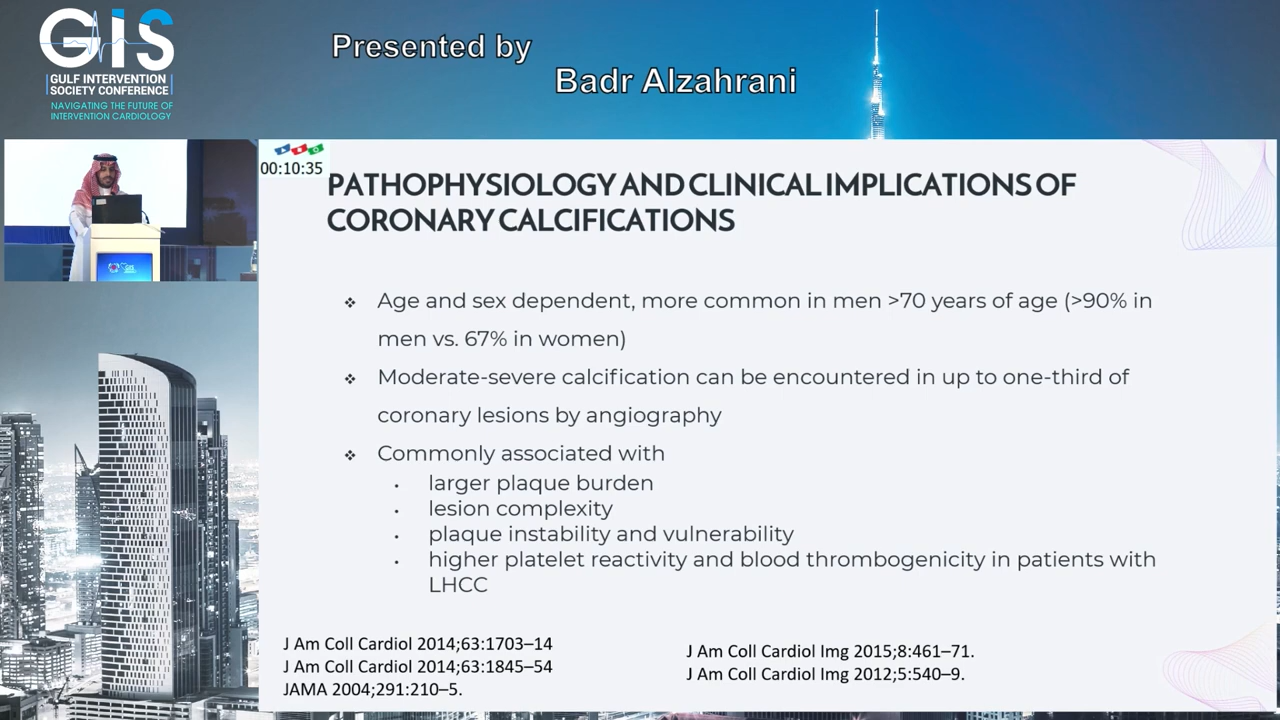 GIS
GULF INTERVENTION
SOCIETY CONFERENCE
NAVIGATING THE FUTURE OF
INTERVENTION CARDIOLOGY
Presented by
Badr Alzahrani
00:10:35
PATHOPHYSIOLOGY AND CLINICAL IMPLICATIONS OF
CORONARY CALCIFICATIONS
❖ Age and sex dependent, more common in men >70 years of age (>90% in
men vs. 67% in women)
❖ Moderate-severe calcification can be encountered in up to one-third of
coronary lesions by angiography
❖ Commonly associated with
• larger plaque burden
• lesion complexity
• plaque instability and vulnerability
• higher platelet reactivity and blood thrombogenicity in patients with
LHCC
J Am Coll Cardiol 2014;63:1703–14
J Am Coll Cardiol 2014;63:1845–54
JAMA 2004;291:210–5.
J Am Coll Cardiol Img 2015;8:461–71.
J Am Coll Cardiol Img 2012;5:540–9.